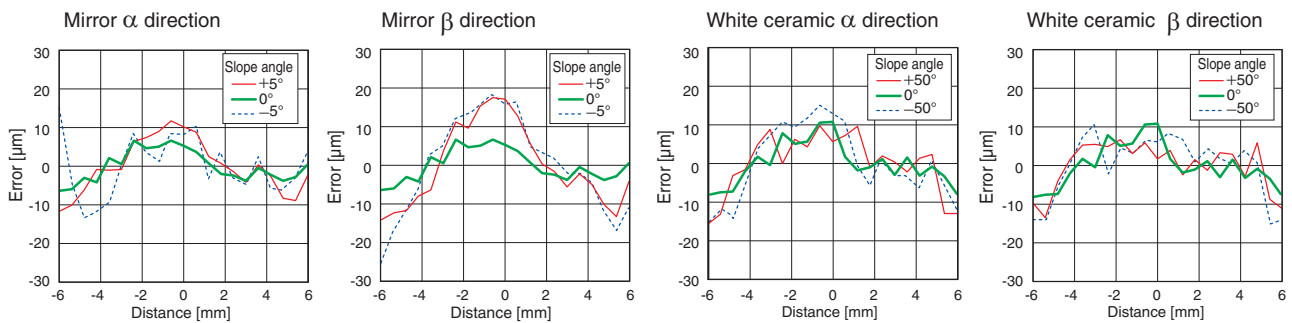 Mirror α direction
Error [µm]
30
20
10
0
-10
-20
-30
-6 -4 -2 0 2 4 6
Distance [mm]
Slope angle
+5°
0°
–5°
Mirror β direction
Error [µm]
30
20
10
0
-10
-20
-30
-6 -4 -2 0 2 4 6
Distance [mm]
Slope angle
+5°
0°
–5°
White ceramic α direction
Error [µm]
30
20
10
0
-10
-20
-30
-6 -4 -2 0 2 4 6
Distance [mm]
Slope angle
+50°
0°
–50°
White ceramic β direction
Error [µm]
30
20
10
0
-10
-20
-30
-6 -4 -2 0 2 4 6
Distance [mm]
Slope angle
+50°
0°
–50°